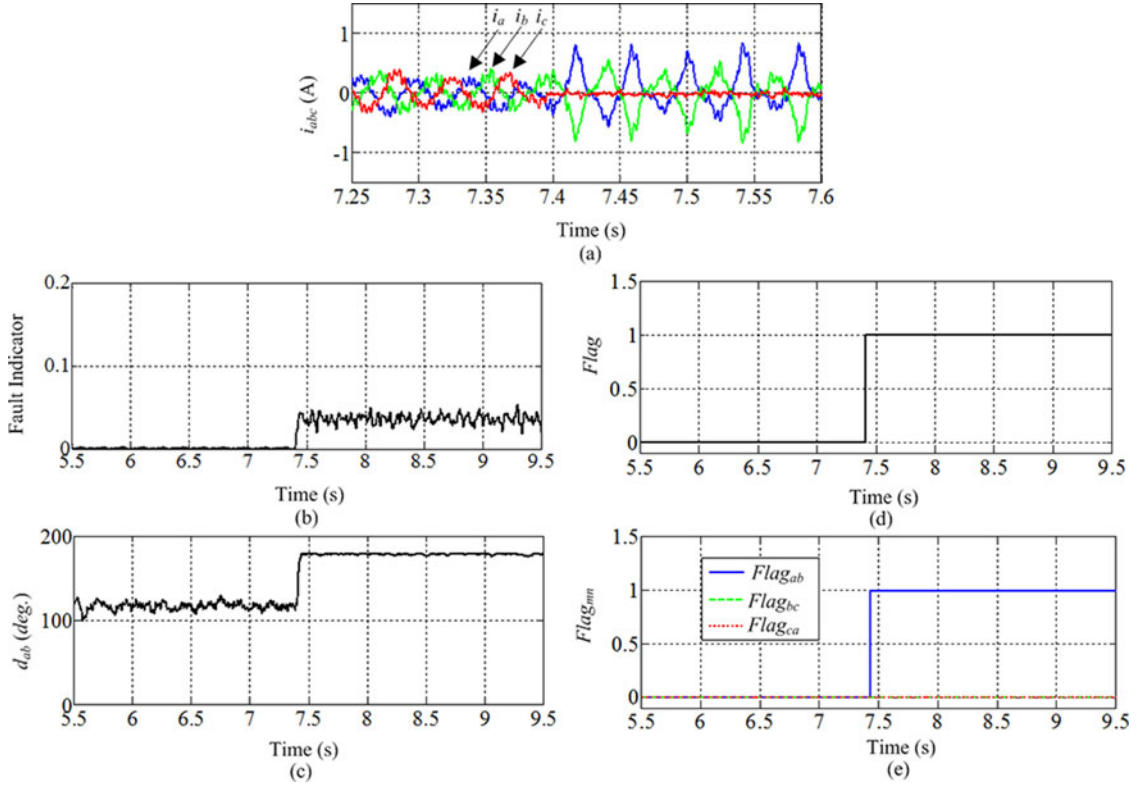 i_a i_b i_c
i_abc (A)
1
0
-1
7.25 7.3 7.35 7.4 7.45 7.5 7.55 7.6
Time (s)
(a)
Fault Indicator
0.2
0.1
0
5.5 6 6.5 7 7.5 8 8.5 9 9.5
Time (s)
(b)
Flag
1.5
1
0.5
0
5.5 6 6.5 7 7.5 8 8.5 9 9.5
Time (s)
(d)
d_ab (deg.)
200
100
0
5.5 6 6.5 7 7.5 8 8.5 9 9.5
Time (s)
(c)
Flag_mn
1.5
1
0.5
0
Flag_ab
Flag_bc
Flag_ca
5.5 6 6.5 7 7.5 8 8.5 9 9.5
Time (s)
(e)